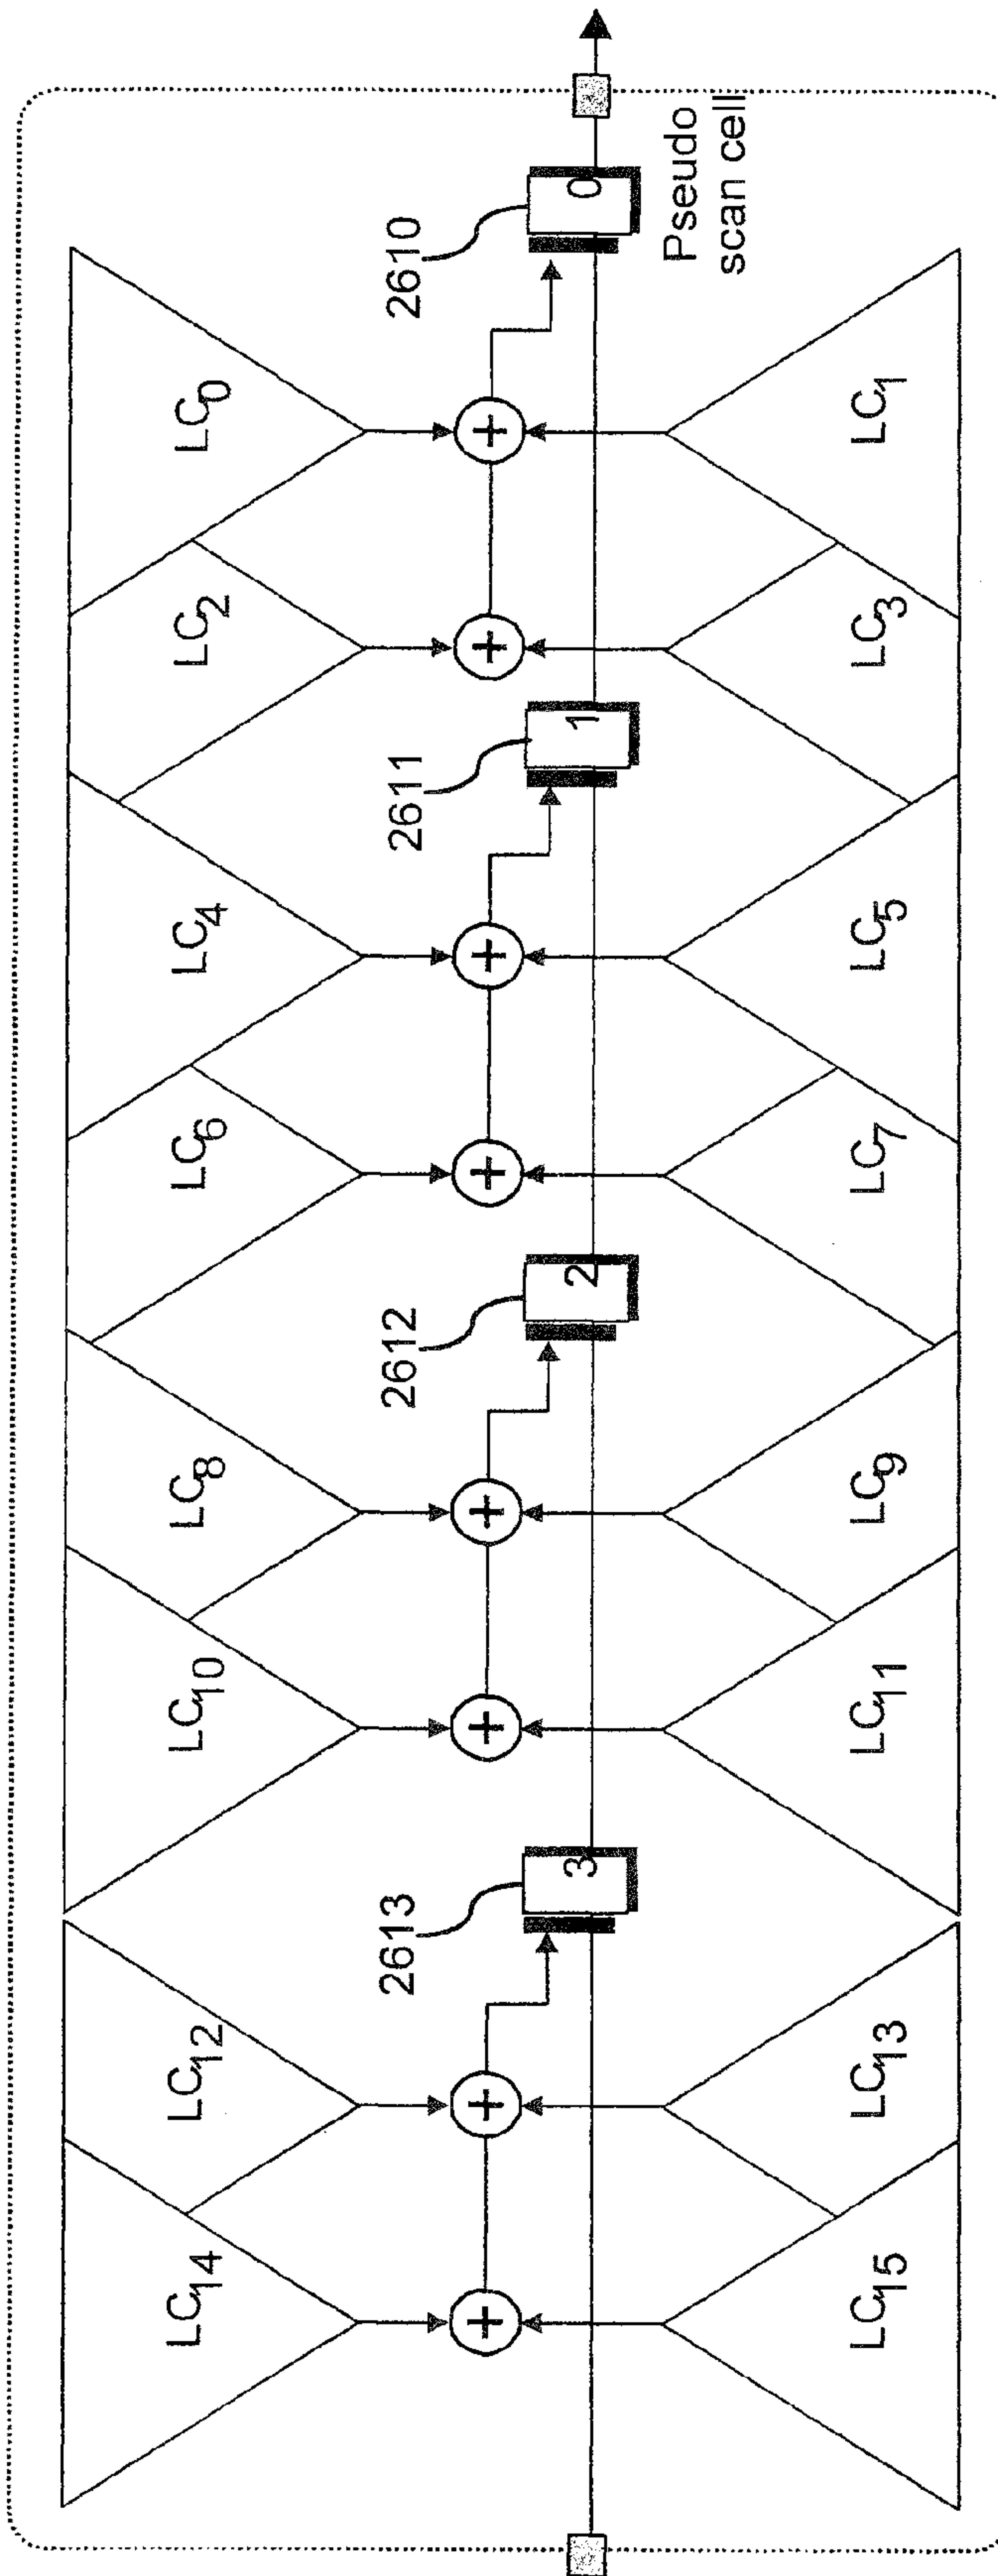 LC14
LC12
LC10
LC8
LC6
LC4
LC2
LC0
2613
2612
2611
2610
3
2
1
0
Pseudo
scan cell
LC15
LC13
LC11
LC9
LC7
LC5
LC3
LC1